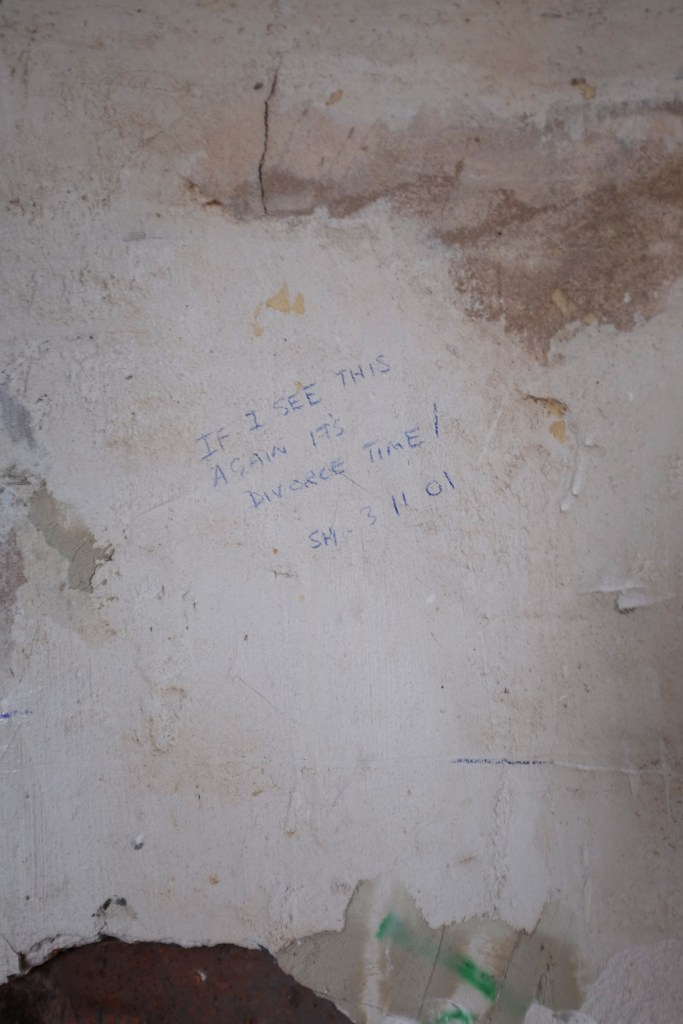 IF I SEE THIS
AGAIN IT'S
DIVORCE TIME!
SH - 3 11 01